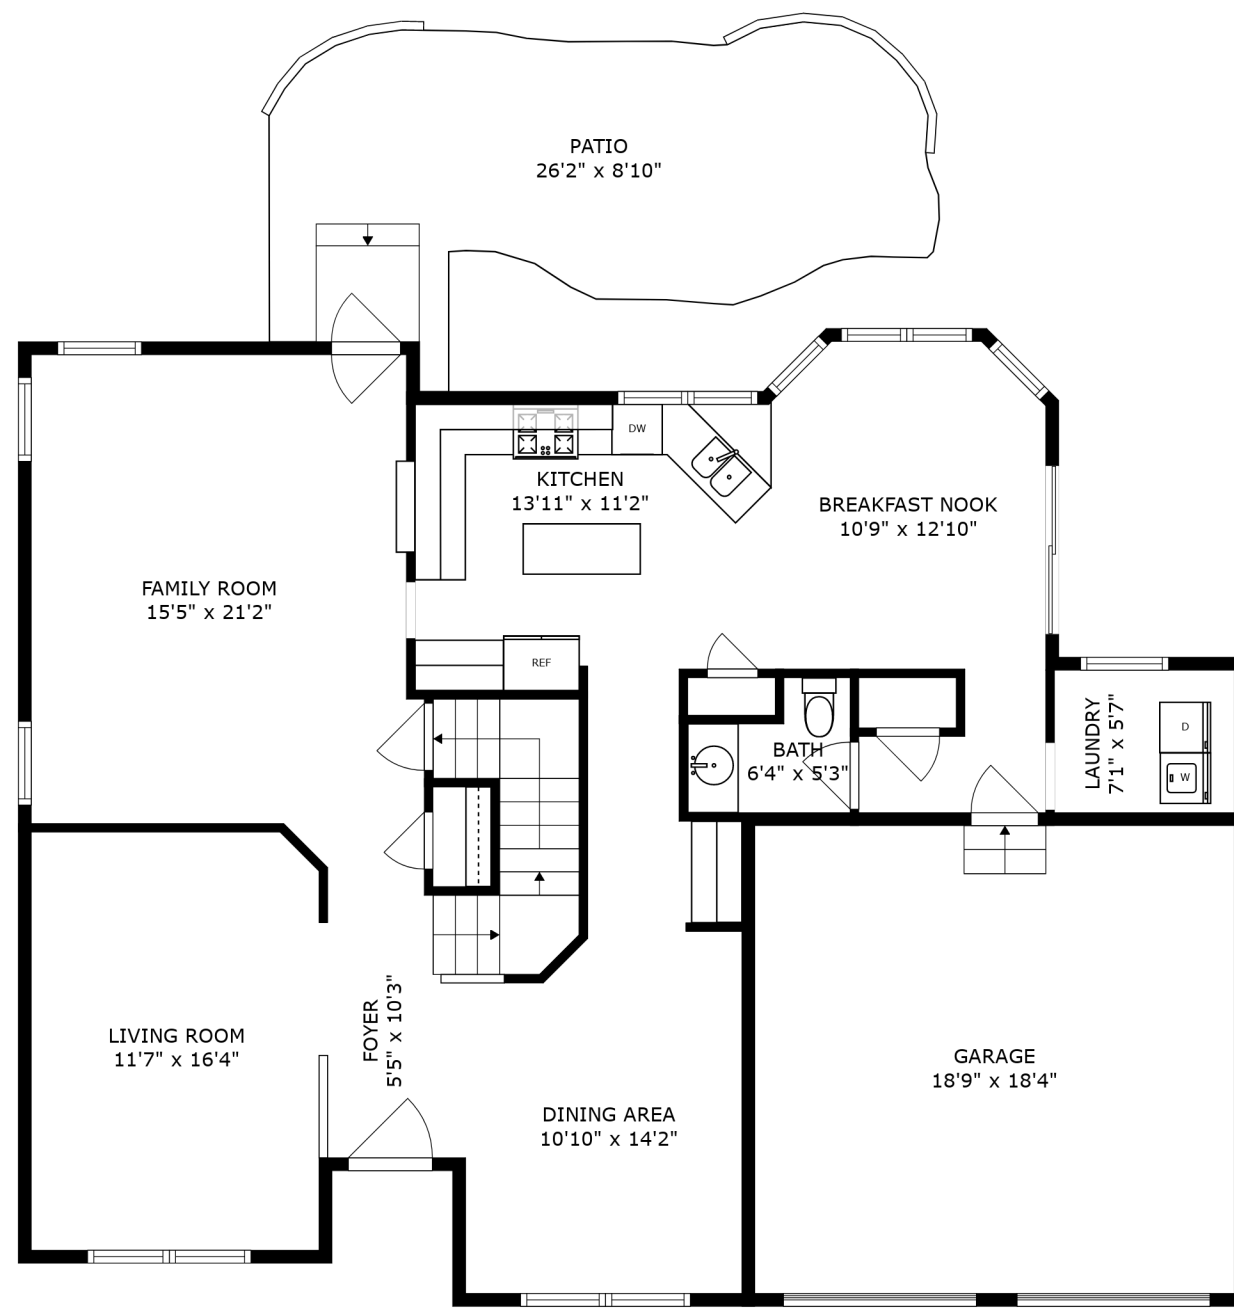 PATIO
26'2" x 8'10"
DW
KITCHEN
13'11" x 11'2"
BREAKFAST NOOK
10'9" x 12'10"
FAMILY ROOM
15'5" x 21'2"
REF
LAUNDRY
7'1" x 5'7"
D
W
BATH
6'4" x 5'3"
LIVING ROOM
11'7" x 16'4"
FOYER
5'5" x 10'3"
GARAGE
18'9" x 18'4"
DINING AREA
10'10" x 14'2"